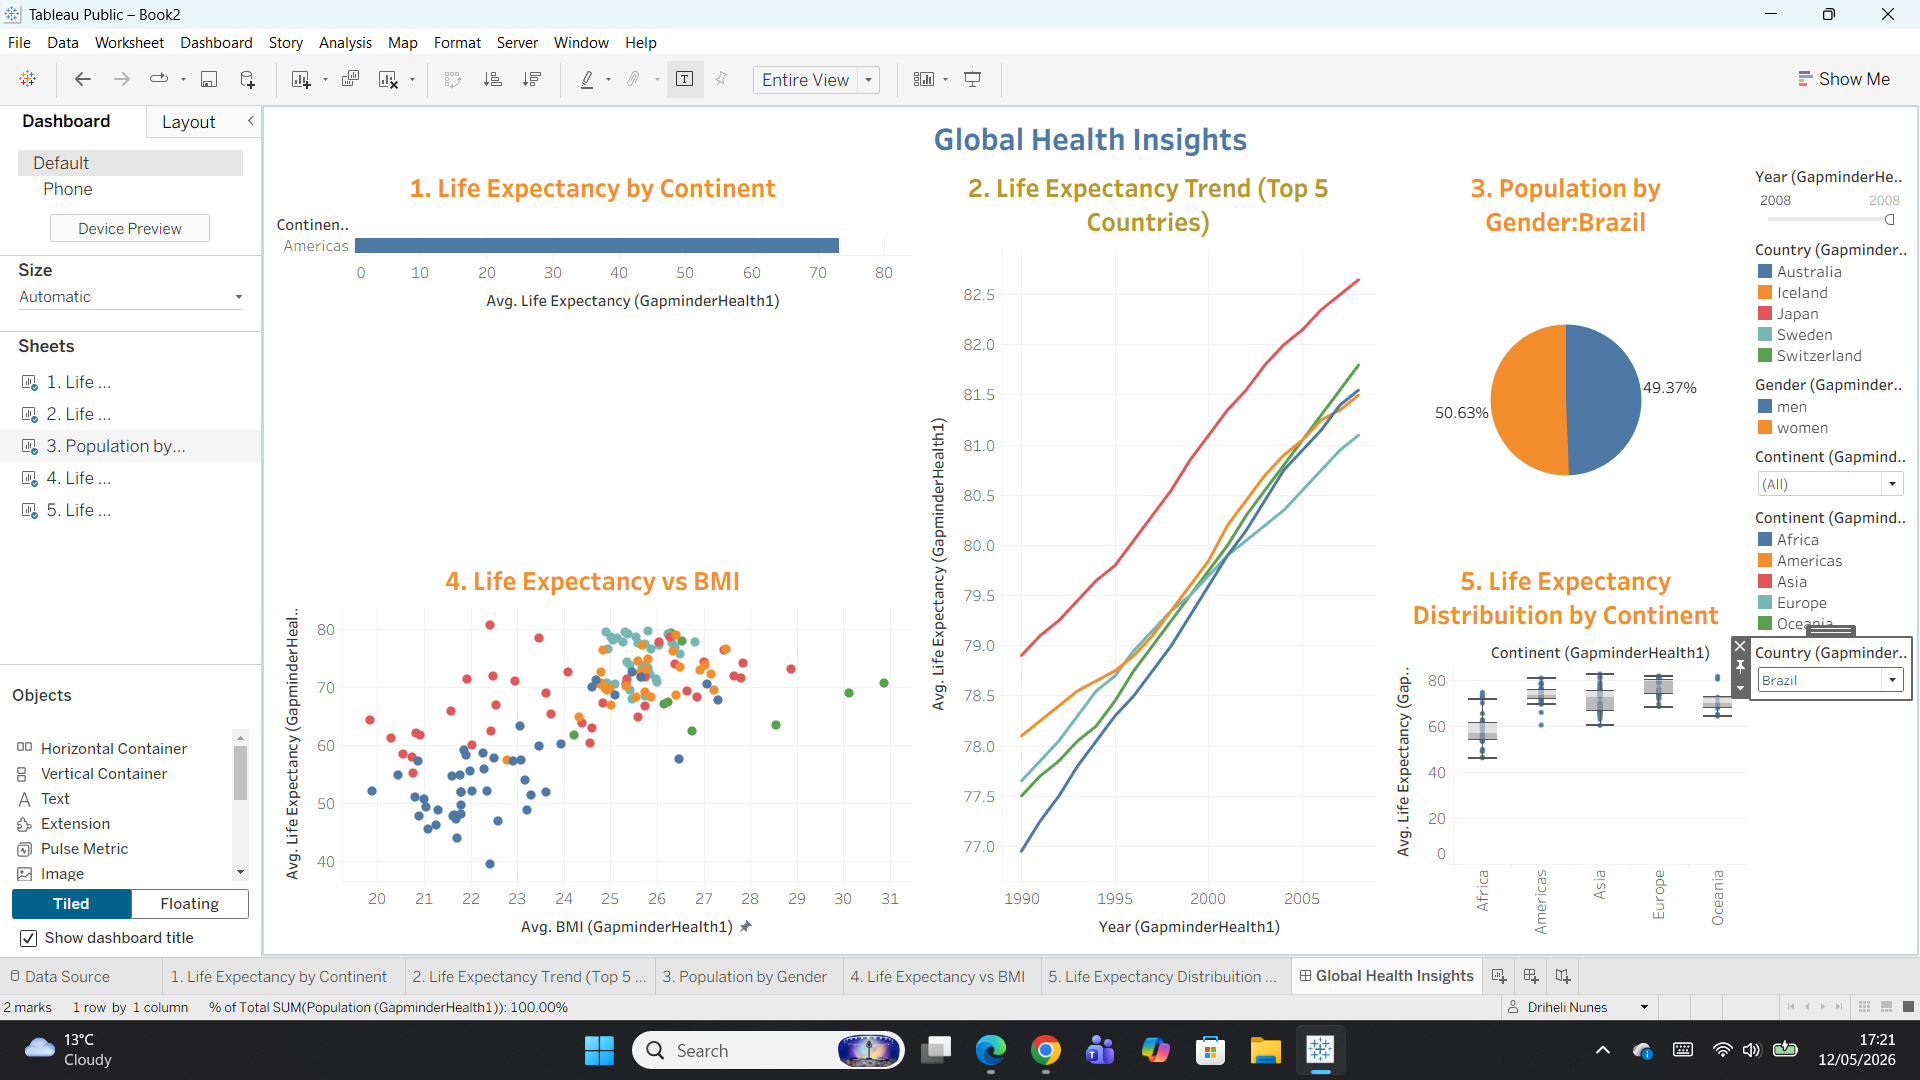 Tableau Public – Book2
File Data Worksheet Dashboard Story Analysis Map Format Server Window Help
Entire View
Show Me
Dashboard
Layout
Default
Phone
Device Preview
Size
Automatic
Sheets
1. Life ...
2. Life ...
3. Population by...
4. Life ...
5. Life ...
Objects
Horizontal Container
Vertical Container
Text
Extension
Pulse Metric
Image
Tiled
Floating
Show dashboard title
Global Health Insights
1. Life Expectancy by Continent
Continen..
Americas
0 10 20 30 40 50 60 70 80
Avg. Life Expectancy (GapminderHealth1)
2. Life Expectancy Trend (Top 5
Countries)
Avg. Life Expectancy (GapminderHealth1)
82.5
82.0
81.5
81.0
80.5
80.0
79.5
79.0
78.5
78.0
77.5
77.0
1990 1995 2000 2005
Year (GapminderHealth1)
3. Population by
Gender:Brazil
49.37%
50.63%
4. Life Expectancy vs BMI
Avg. Life Expectancy (GapminderHeal..
80
70
60
50
40
20 21 22 23 24 25 26 27 28 29 30 31
Avg. BMI (GapminderHealth1)
5. Life Expectancy
Distribuition by Continent
Continent (GapminderHealth1)
Avg. Life Expectancy (Gap..
80
60
40
20
0
Africa
Americas
Asia
Europe
Oceania
Year (GapminderHe..
2008 2008
Country (Gapminder..
Australia
Iceland
Japan
Sweden
Switzerland
Gender (Gapminder..
men
women
Continent (Gapmind..
(All)
Continent (Gapmind..
Africa
Americas
Asia
Europe
Oceania
Country (Gapminder..
Brazil
Data Source
1. Life Expectancy by Continent
2. Life Expectancy Trend (Top 5 ...
3. Population by Gender
4. Life Expectancy vs BMI
5. Life Expectancy Distribuition ...
Global Health Insights
2 marks 1 row by 1 column % of Total SUM(Population (GapminderHealth1)): 100.00%
Driheli Nunes
13°C
Cloudy
Search
17:21
12/05/2026